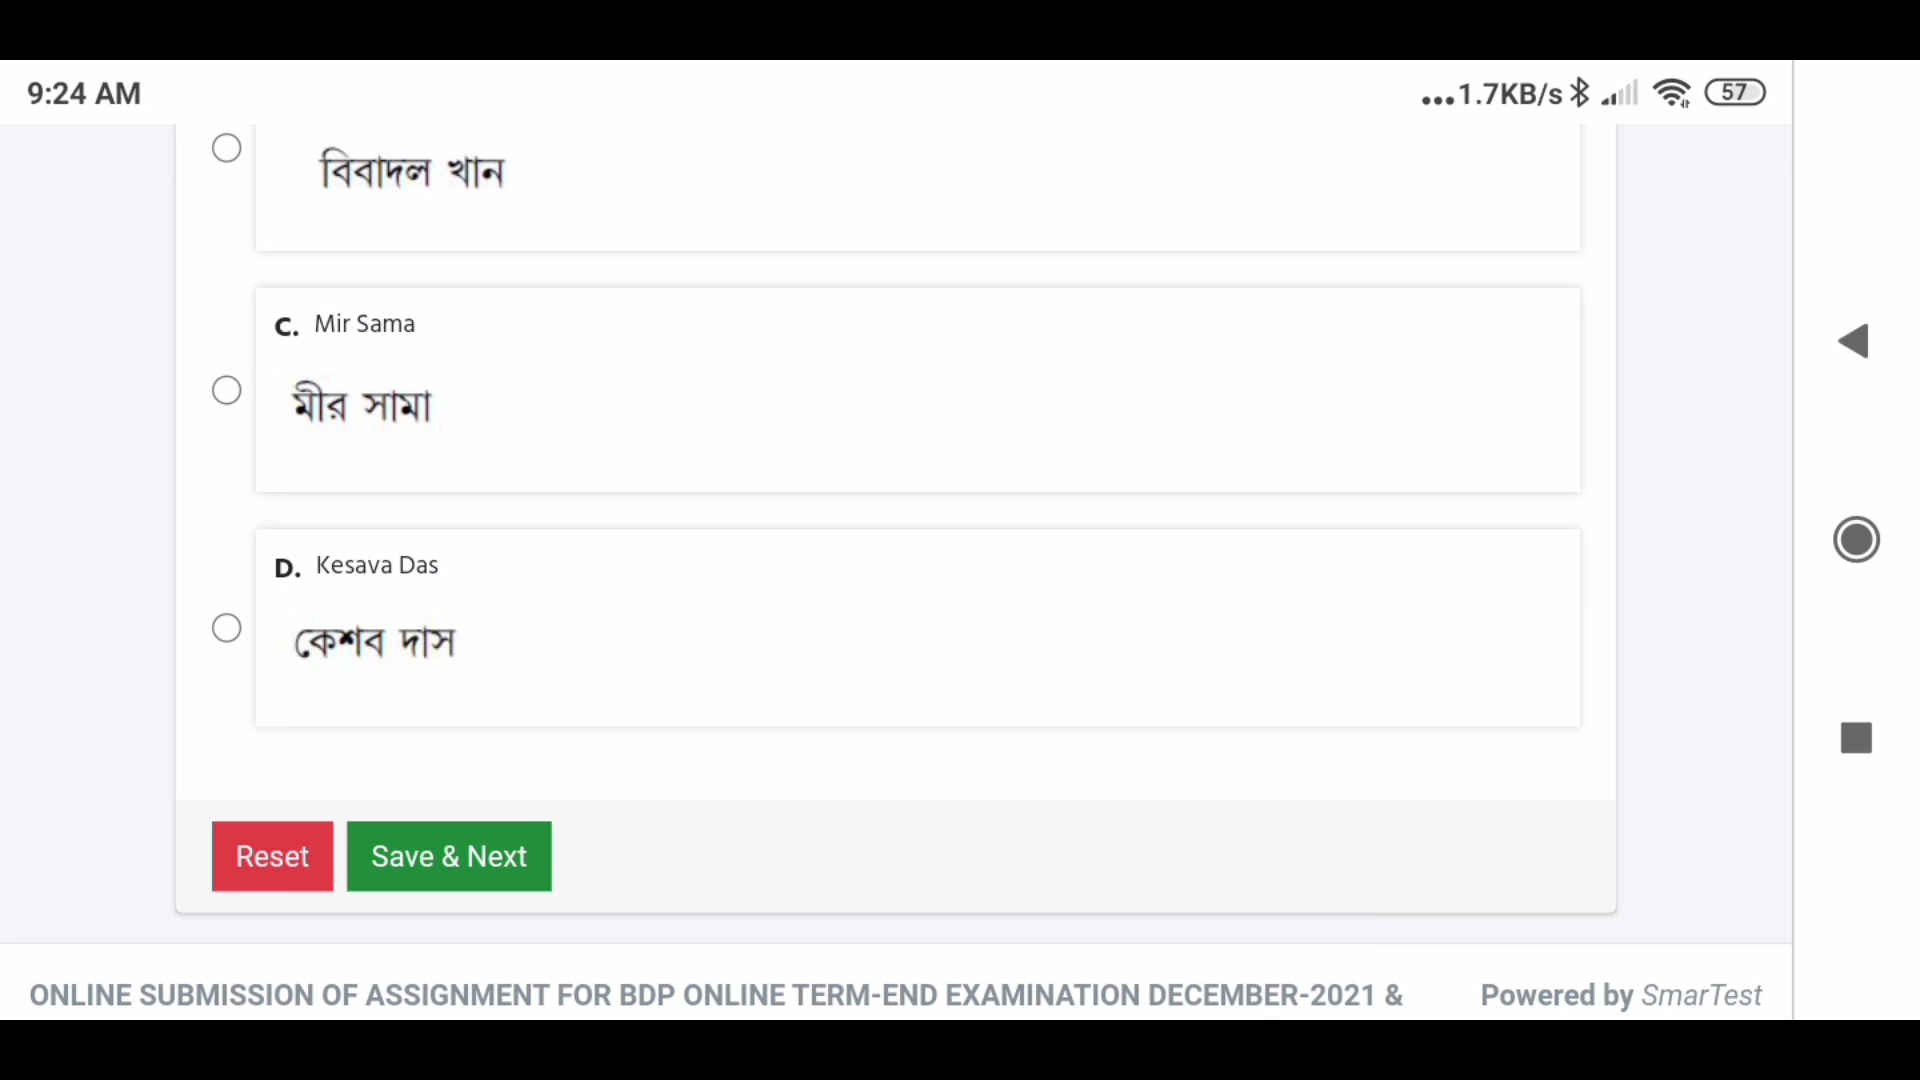 9:24 AM
...1.7KB/s 57
বিবাদল খান
C. Mir Sama
মীর সামা
D. Kesava Das
কেশব দাস
Reset Save & Next
ONLINE SUBMISSION OF ASSIGNMENT FOR BDP ONLINE TERM-END EXAMINATION DECEMBER-2021 & Powered by SmarTest